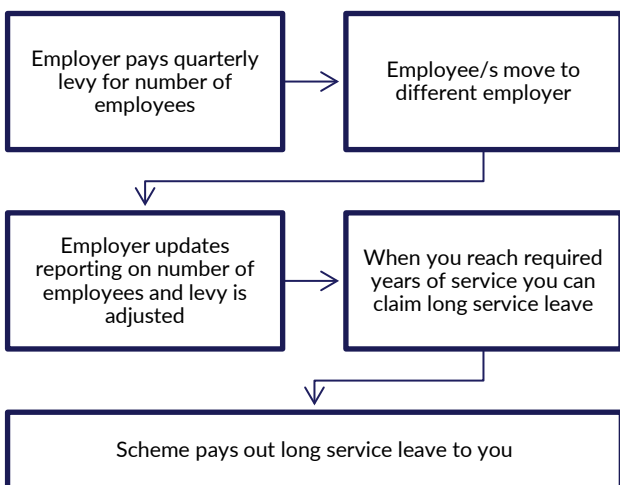 Employer pays quarterly
levy for number of
employees
Employee/s move to
different employer
Employer updates
reporting on number of
employees and levy is
adjusted
When you reach required
years of service you can
claim long service leave
Scheme pays out long service leave to you